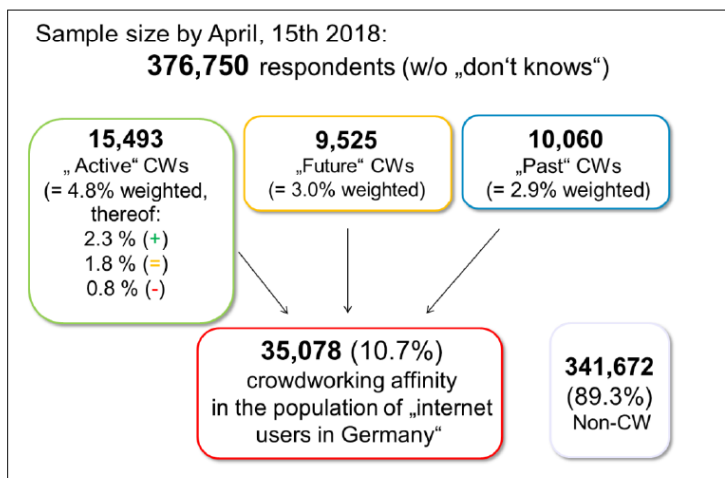 Sample size by April, 15th 2018:
376,750 respondents (w/o „don't knows“)
15,493
„Active“ CWs
(= 4.8% weighted,
thereof:
2.3 % (+)
1.8 % (=)
0.8 % (-)
9,525
„Future“ CWs
(= 3.0% weighted)
10,060
„Past“ CWs
(= 2.9% weighted)
35,078 (10.7%)
crowdworking affinity
in the population of „internet
users in Germany“
341,672
(89.3%)
Non-CW